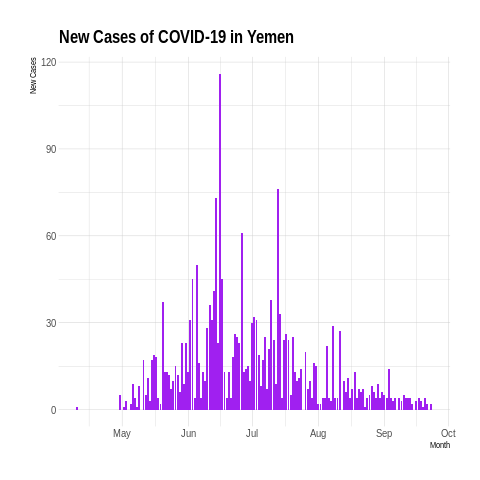 New Cases of COVID-19 in Yemen
New Cases
120
90
60
30
0
May Jun Jul Aug Sep Oct
Month